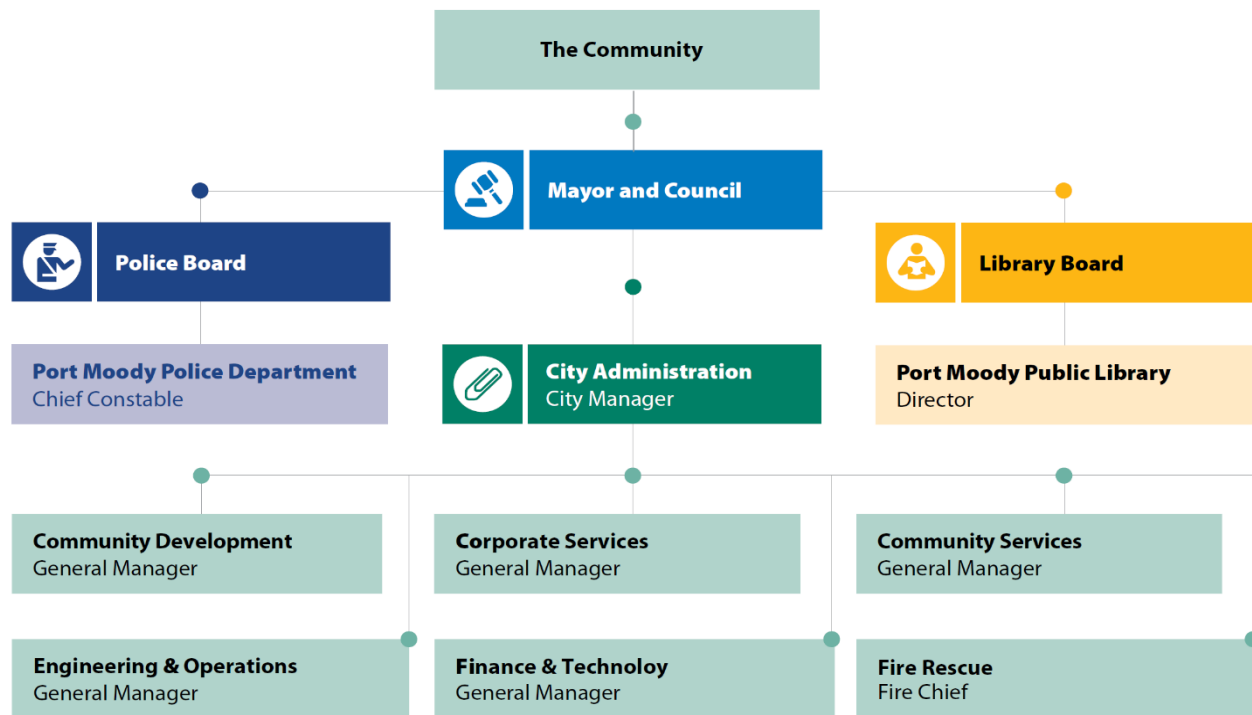 The Community
Mayor and Council
Police Board
Library Board
Port Moody Police Department
Chief Constable
City Administration
City Manager
Port Moody Public Library
Director
Community Development
General Manager
Corporate Services
General Manager
Community Services
General Manager
Engineering & Operations
General Manager
Finance & Technoloy
General Manager
Fire Rescue
Fire Chief